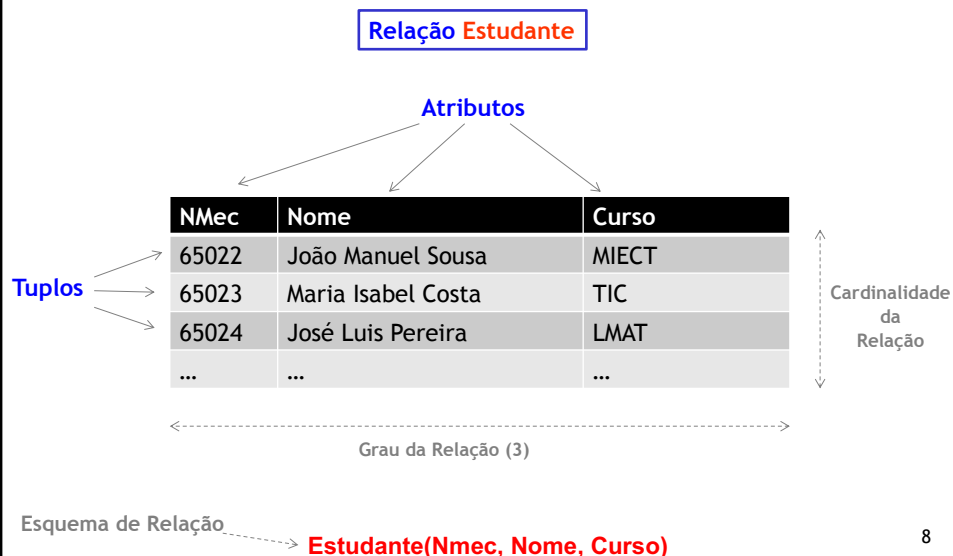 Relação Estudante
Atributos
NMec Nome Curso
65022 João Manuel Sousa MIECT
65023 Maria Isabel Costa TIC
65024 José Luis Pereira LMAT
... ... ...
Tuplos
Cardinalidade
da
Relação
Grau da Relação (3)
Esquema de Relação
Estudante(Nmec, Nome, Curso)
8